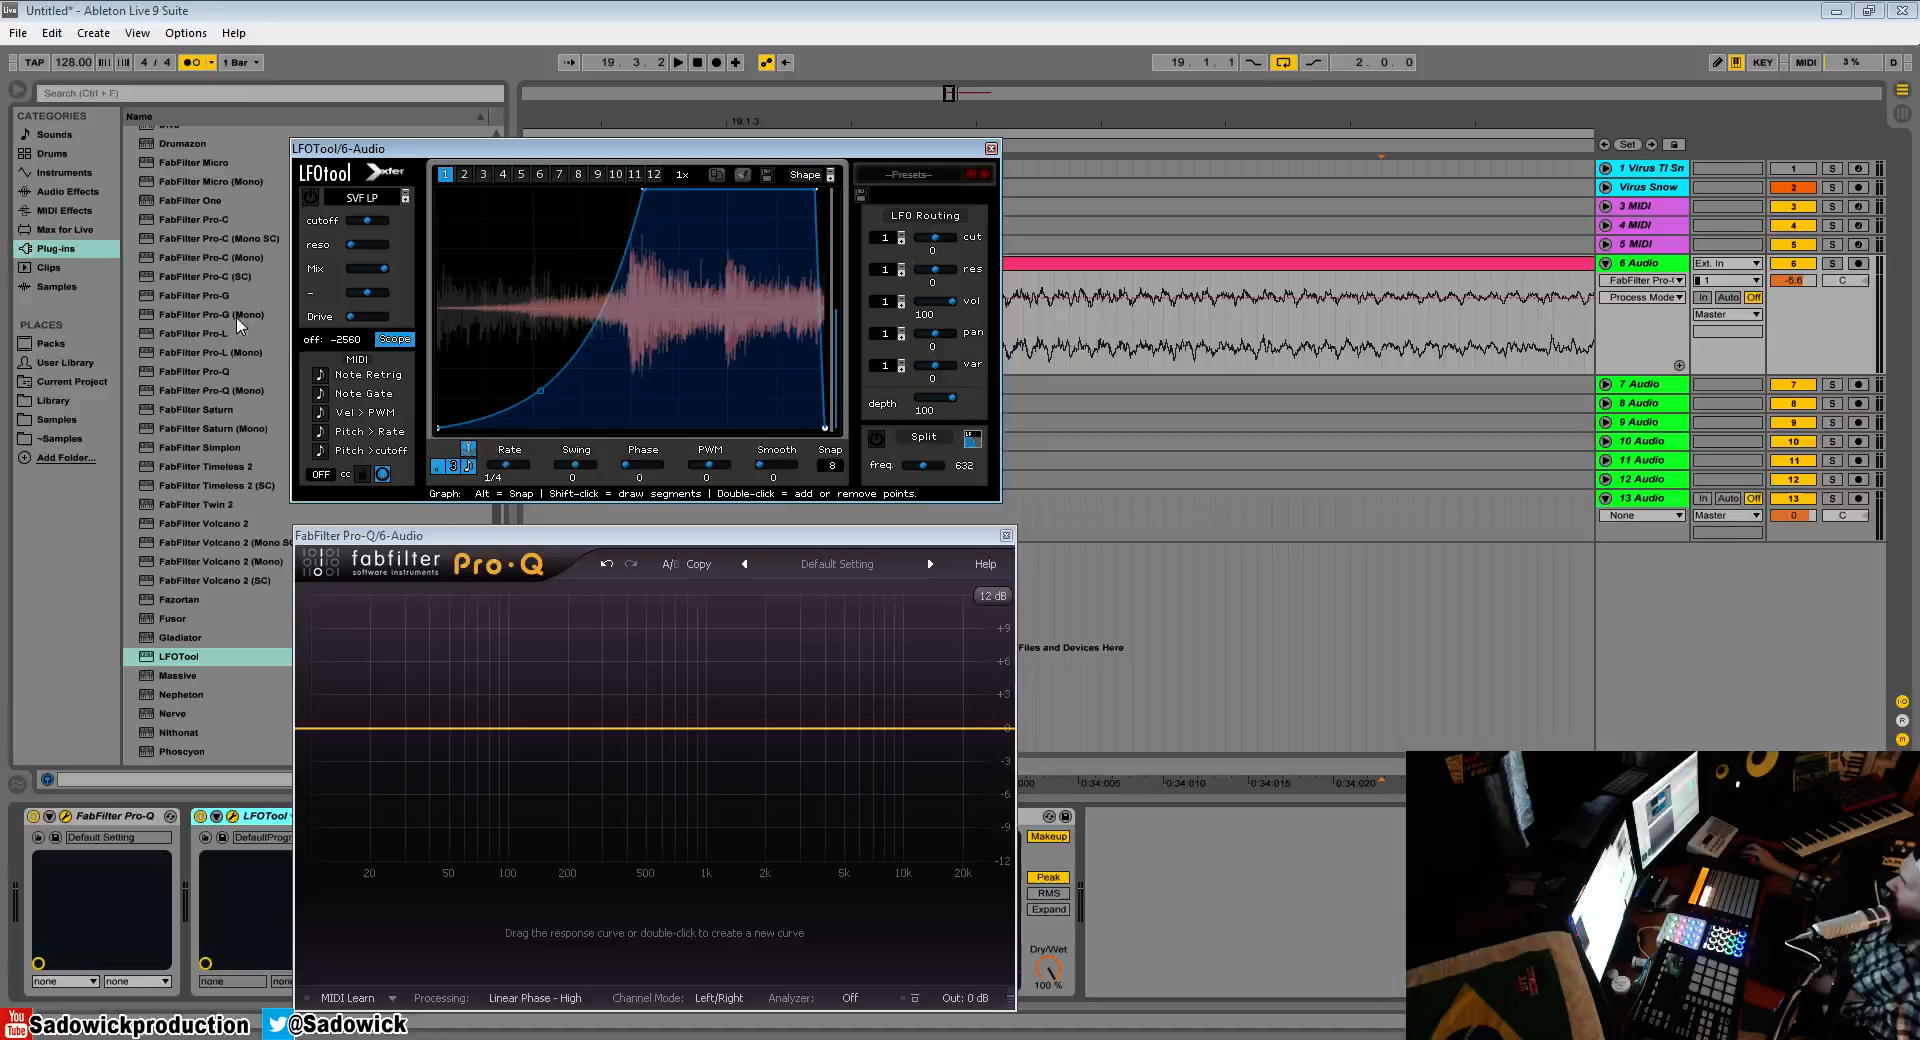 Live Untitled* - Ableton Live 9 Suite
File Edit Create View Options Help
TAP 128.00 4 / 4 1 Bar 19 . 3 . 2 19 . 1 . 1 2 . 0 . 0 KEY MIDI 3 % D
Search (Ctrl + F)
CATEGORIES
Sounds
Drums
Instruments
Audio Effects
MIDI Effects
Max for Live
Plug-ins
Clips
Samples
PLACES
Packs
User Library
Current Project
Library
Samples
~Samples
Add Folder...
Name
Drumazon
FabFilter Micro
FabFilter Micro (Mono)
FabFilter One
FabFilter Pro-C
FabFilter Pro-C (Mono SC)
FabFilter Pro-C (Mono)
FabFilter Pro-C (SC)
FabFilter Pro-G
FabFilter Pro-G (Mono)
FabFilter Pro-L
FabFilter Pro-L (Mono)
FabFilter Pro-Q
FabFilter Pro-Q (Mono)
FabFilter Saturn
FabFilter Saturn (Mono)
FabFilter Simplon
FabFilter Timeless 2
FabFilter Timeless 2 (SC)
FabFilter Twin 2
FabFilter Volcano 2
FabFilter Volcano 2 (Mono SC
FabFilter Volcano 2 (Mono)
FabFilter Volcano 2 (SC)
Fazortan
Fusor
Gladiator
LFOTool
Massive
Nepheton
Nerve
Nithonat
Phoscyon
LFOTool/6-Audio
LFOtool Xfer
SVF LP
cutoff
reso
Mix
–
Drive
off: -2560 Scope
MIDI
Note Retrig
Note Gate
Vel > PWM
Pitch > Rate
Pitch >cutoff
OFF cc
1 2 3 4 5 6 7 8 9 10 11 12 1x Shape
Rate Swing Phase PWM Smooth Snap
1/4 0 0 0 0 8
Graph: Alt = Snap | Shift-click = draw segments | Double-click = add or remove points.
--Presets--
LFO Routing
1 cut
0
1 res
0
1 vol
100
1 pan
0
1 var
0
depth
100
Split
freq. 632
FabFilter Pro-Q/6-Audio
fabfilter
software instruments
Pro·Q
A/B Copy Default Setting Help
12 dB
+9
+6
+3
0
-3
-6
-9
-12
20 50 100 200 500 1k 2k 5k 10k 20k
Drag the response curve or double-click to create a new curve
MIDI Learn Processing: Linear Phase - High Channel Mode: Left/Right Analyzer: Off Out: 0 dB
19.1.3
Set
1 Virus TI Sn 1 S
Virus Snow 2 S
3 MIDI 3 S
4 MIDI 4 S
5 MIDI 5 S
6 Audio Ext. In 6 S
FabFilter Pro-( 1 -6.6 C
Process Mode In Auto Off
Master
7 Audio 7 S
8 Audio 8 S
9 Audio 9 S
10 Audio 10 S
11 Audio 11 S
12 Audio 12 S
13 Audio In Auto Off 13 S
None Master 0 C
Files and Devices Here
000 0:34:005 0:34:010 0:34:015 0:34:020
FabFilter Pro-Q
Default Setting
none none
LFOTool
DefaultProgr
none
Makeup
Peak
RMS
Expand
Dry/Wet
100 %
You Tube Sadowickproduction @Sadowick